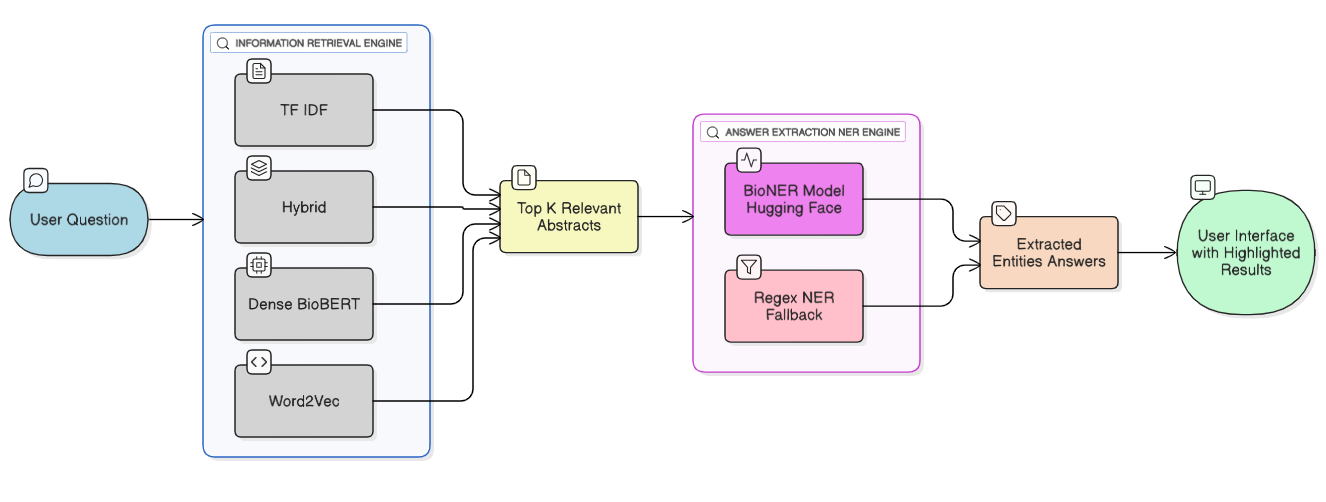 User Question
INFORMATION RETRIEVAL ENGINE
TF IDF
Hybrid
Dense BioBERT
Word2Vec
Top K Relevant
Abstracts
ANSWER EXTRACTION NER ENGINE
BioNER Model
Hugging Face
Regex NER
Fallback
Extracted
Entities Answers
User Interface
with Highlighted
Results